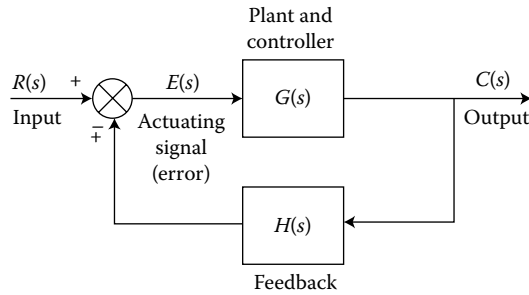 Plant and
controller
R(s)
+
E(s)
G(s)
C(s)
Input
∓
Actuating
signal
(error)
Output
H(s)
Feedback